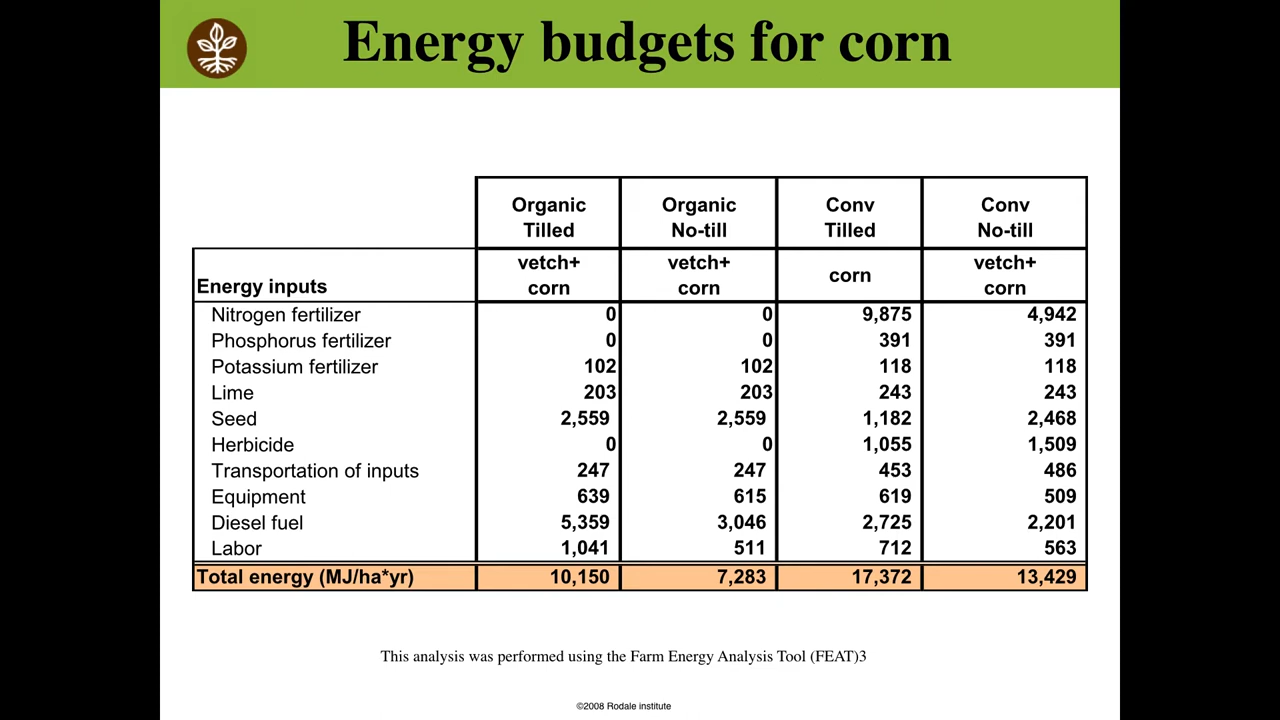 Energy budgets for corn
Organic Tilled Organic No-till Conv Tilled Conv No-till
Energy inputs vetch+ corn vetch+ corn corn vetch+ corn
Nitrogen fertilizer 0 0 9,875 4,942
Phosphorus fertilizer 0 0 391 391
Potassium fertilizer 102 102 118 118
Lime 203 203 243 243
Seed 2,559 2,559 1,182 2,468
Herbicide 0 0 1,055 1,509
Transportation of inputs 247 247 453 486
Equipment 639 615 619 509
Diesel fuel 5,359 3,046 2,725 2,201
Labor 1,041 511 712 563
Total energy (MJ/ha*yr) 10,150 7,283 17,372 13,429
This analysis was performed using the Farm Energy Analysis Tool (FEAT)3
©2008 Rodale institute